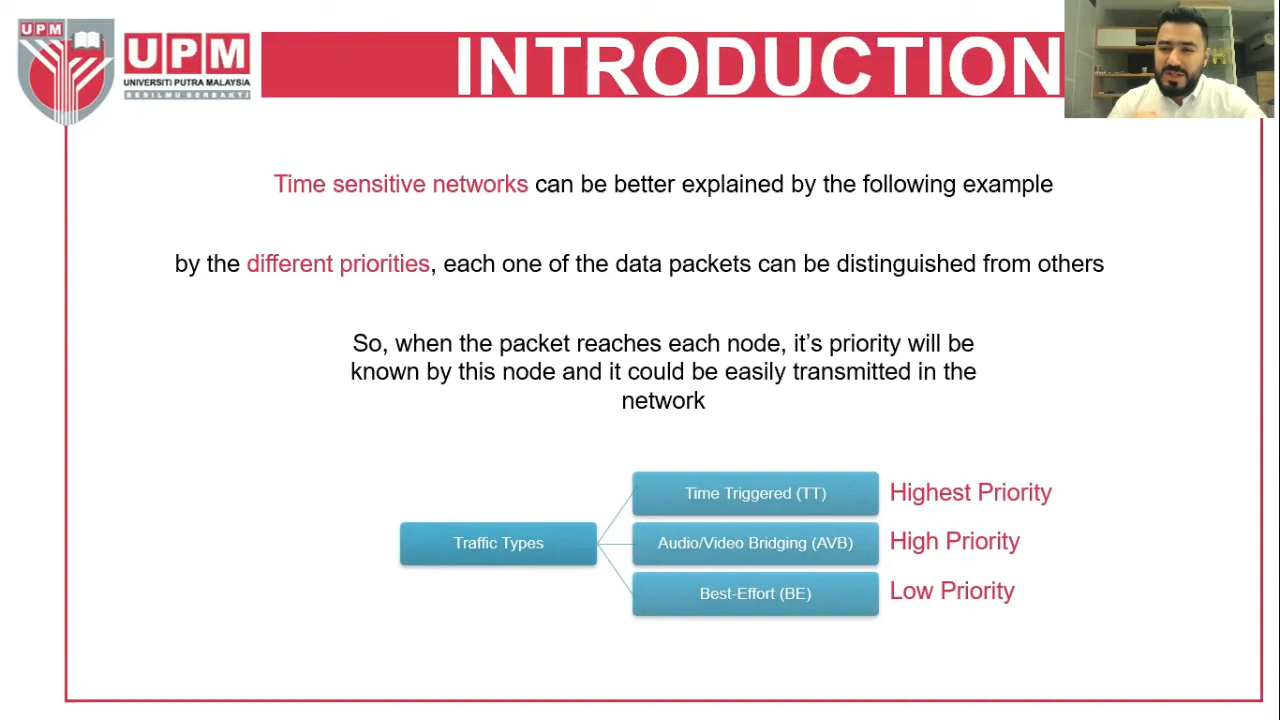 UPM
UPM
UNIVERSITI PUTRA MALAYSIA
BERILMU BERBAKTI
INTRODUCTION
Time sensitive networks can be better explained by the following example
by the different priorities, each one of the data packets can be distinguished from others
So, when the packet reaches each node, it's priority will be
known by this node and it could be easily transmitted in the
network
Traffic Types
Time Triggered (TT) Highest Priority
Audio/Video Bridging (AVB) High Priority
Best-Effort (BE) Low Priority